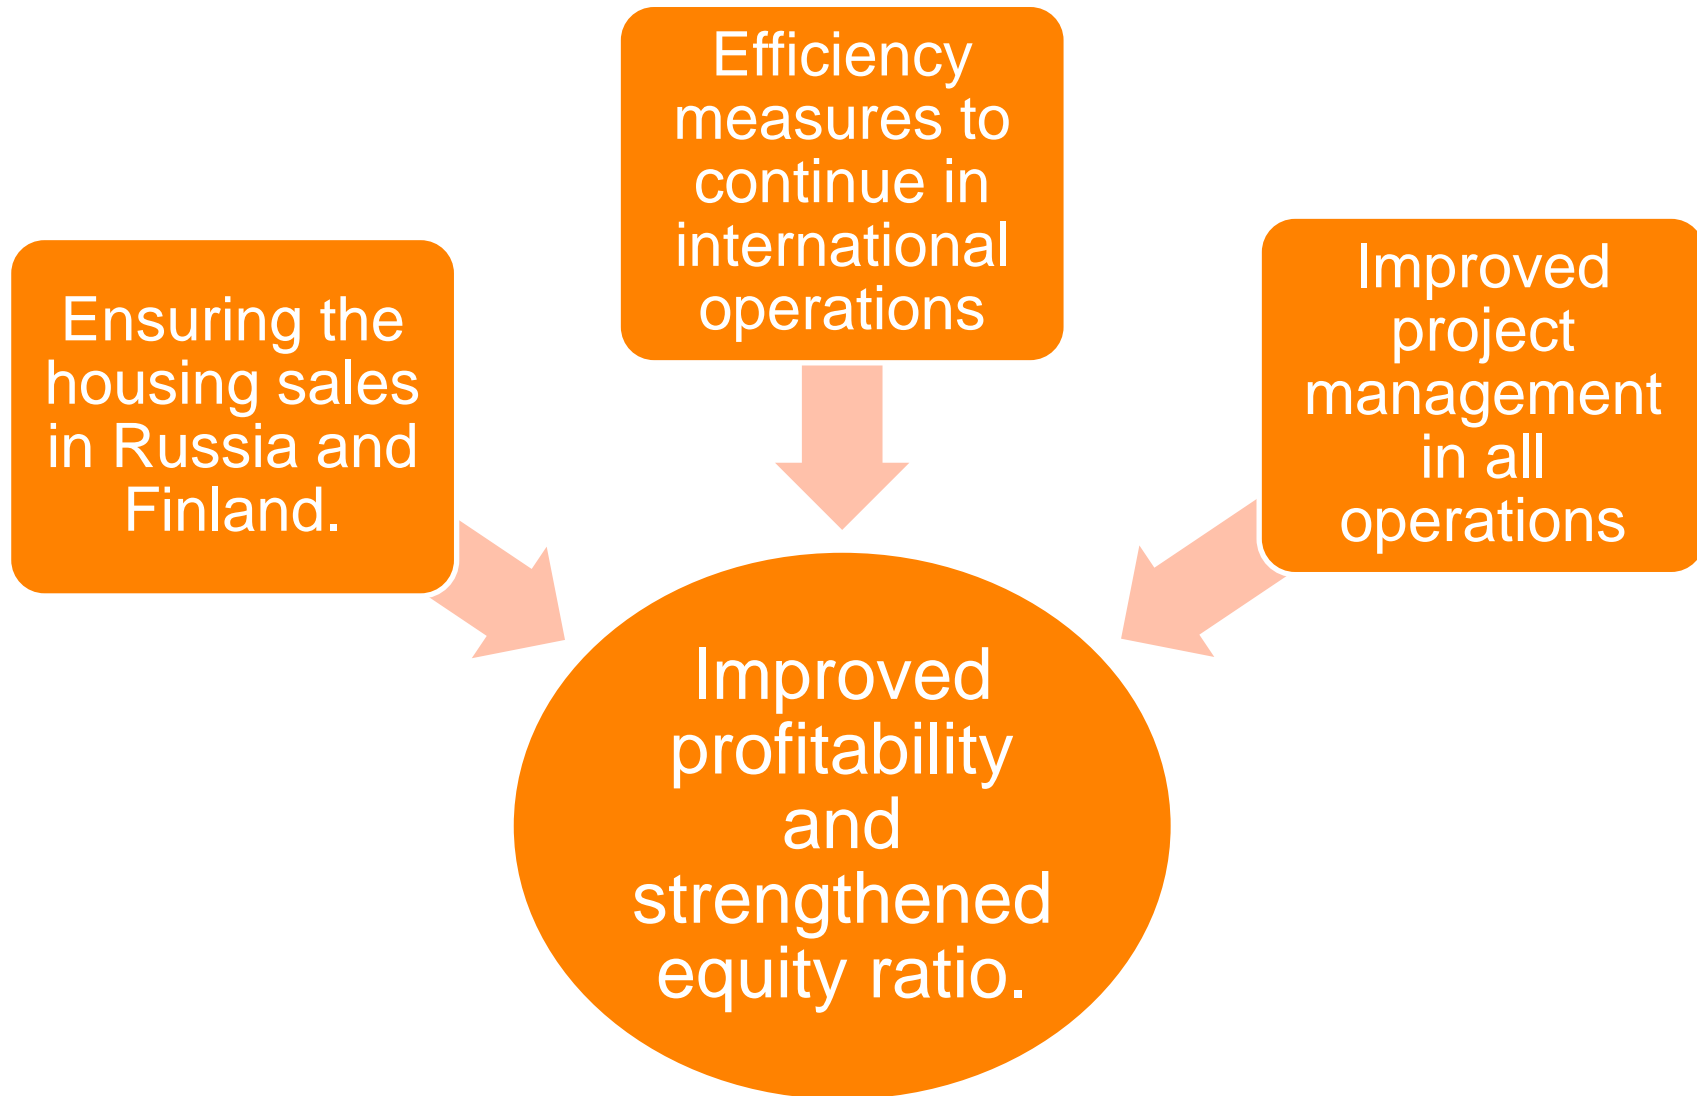 Efficiency
measures to
continue in
international
operations
Ensuring the
housing sales
in Russia and
Finland.
Improved
project
management
in all
operations
Improved
profitability
and
strengthened
equity ratio.